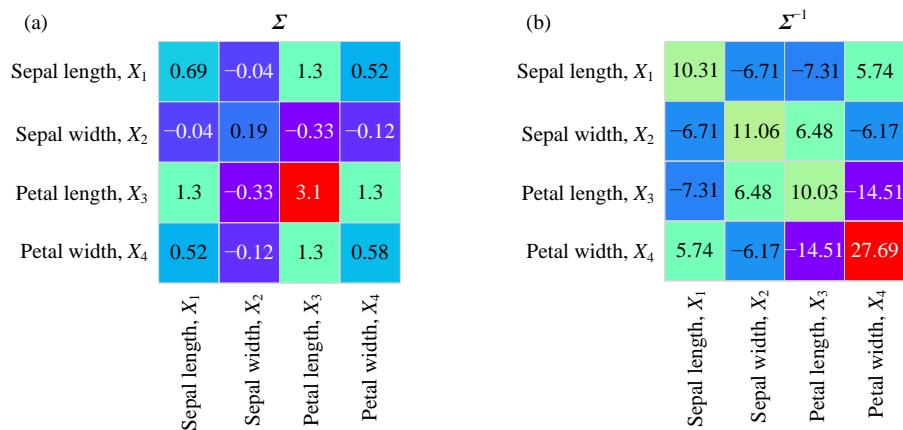 (a) Σ
Sepal length, X1 0.69 −0.04 1.3 0.52
Sepal width, X2 −0.04 0.19 −0.33 −0.12
Petal length, X3 1.3 −0.33 3.1 1.3
Petal width, X4 0.52 −0.12 1.3 0.58
Sepal length, X1
Sepal width, X2
Petal length, X3
Petal width, X4
(b) Σ−1
Sepal length, X1 10.31 −6.71 −7.31 5.74
Sepal width, X2 −6.71 11.06 6.48 −6.17
Petal length, X3 −7.31 6.48 10.03 −14.51
Petal width, X4 5.74 −6.17 −14.51 27.69
Sepal length, X1
Sepal width, X2
Petal length, X3
Petal width, X4